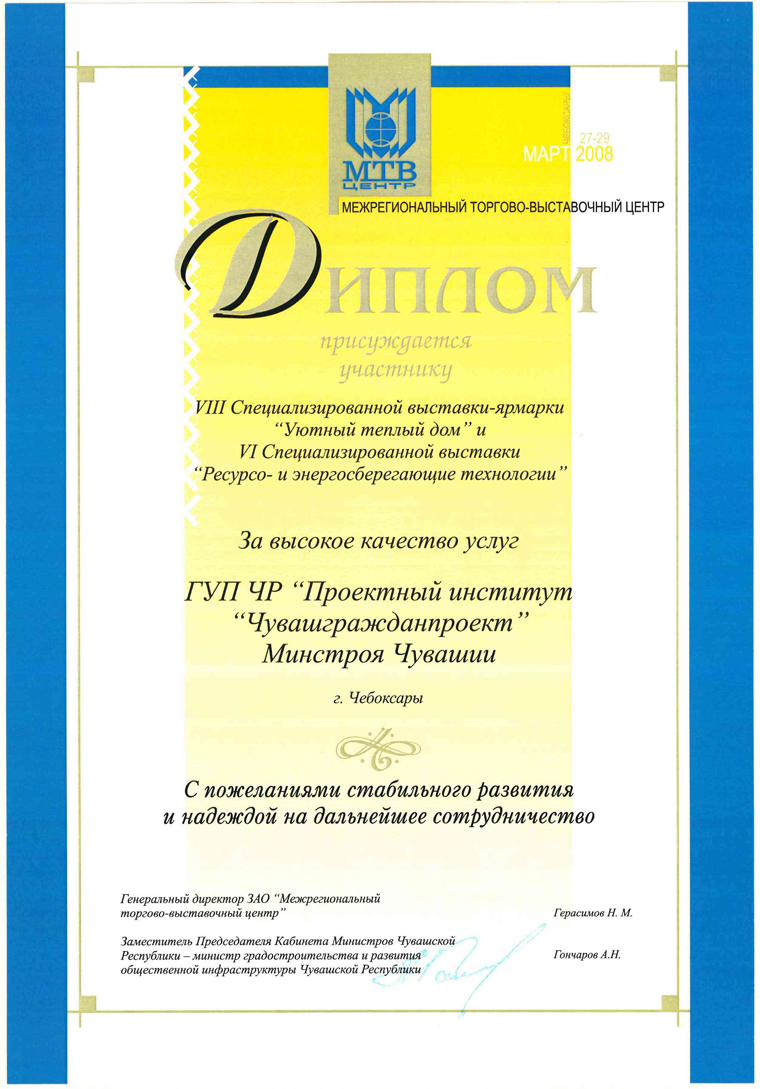 ЧЕБОКСАРЫ
27-29
МАРТ 2008
МТВ
ЦЕНТР
МЕЖРЕГИОНАЛЬНЫЙ ТОРГОВО-ВЫСТАВОЧНЫЙ ЦЕНТР
Диплом
присуждается
участнику
VIII Специализированной выставки-ярмарки
“Уютный теплый дом” и
VI Специализированной выставки
“Ресурсо- и энергосберегающие технологии”
За высокое качество услуг
ГУП ЧР “Проектный институт
“Чувашгражданпроект”
Минстроя Чувашии
г. Чебоксары
С пожеланиями стабильного развития
и надеждой на дальнейшее сотрудничество
Генеральный директор ЗАО “Межрегиональный
торгово-выставочный центр”
Герасимов Н. М.
Заместитель Председателя Кабинета Министров Чувашской
Республики – министр градостроительства и развития
общественной инфраструктуры Чувашской Республики
Гончаров А.Н.